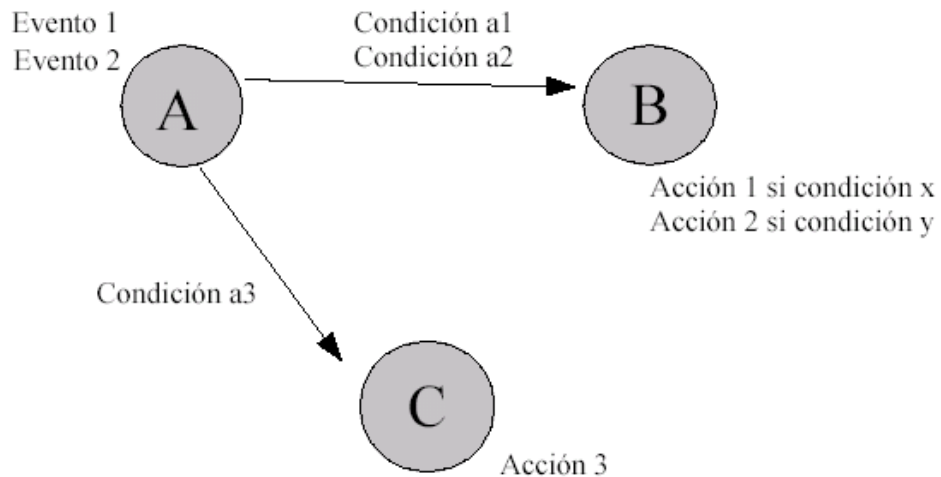 Evento 1
Evento 2
Condición a1
Condición a2
A
B
Acción 1 si condición x
Acción 2 si condición y
Condición a3
C
Acción 3